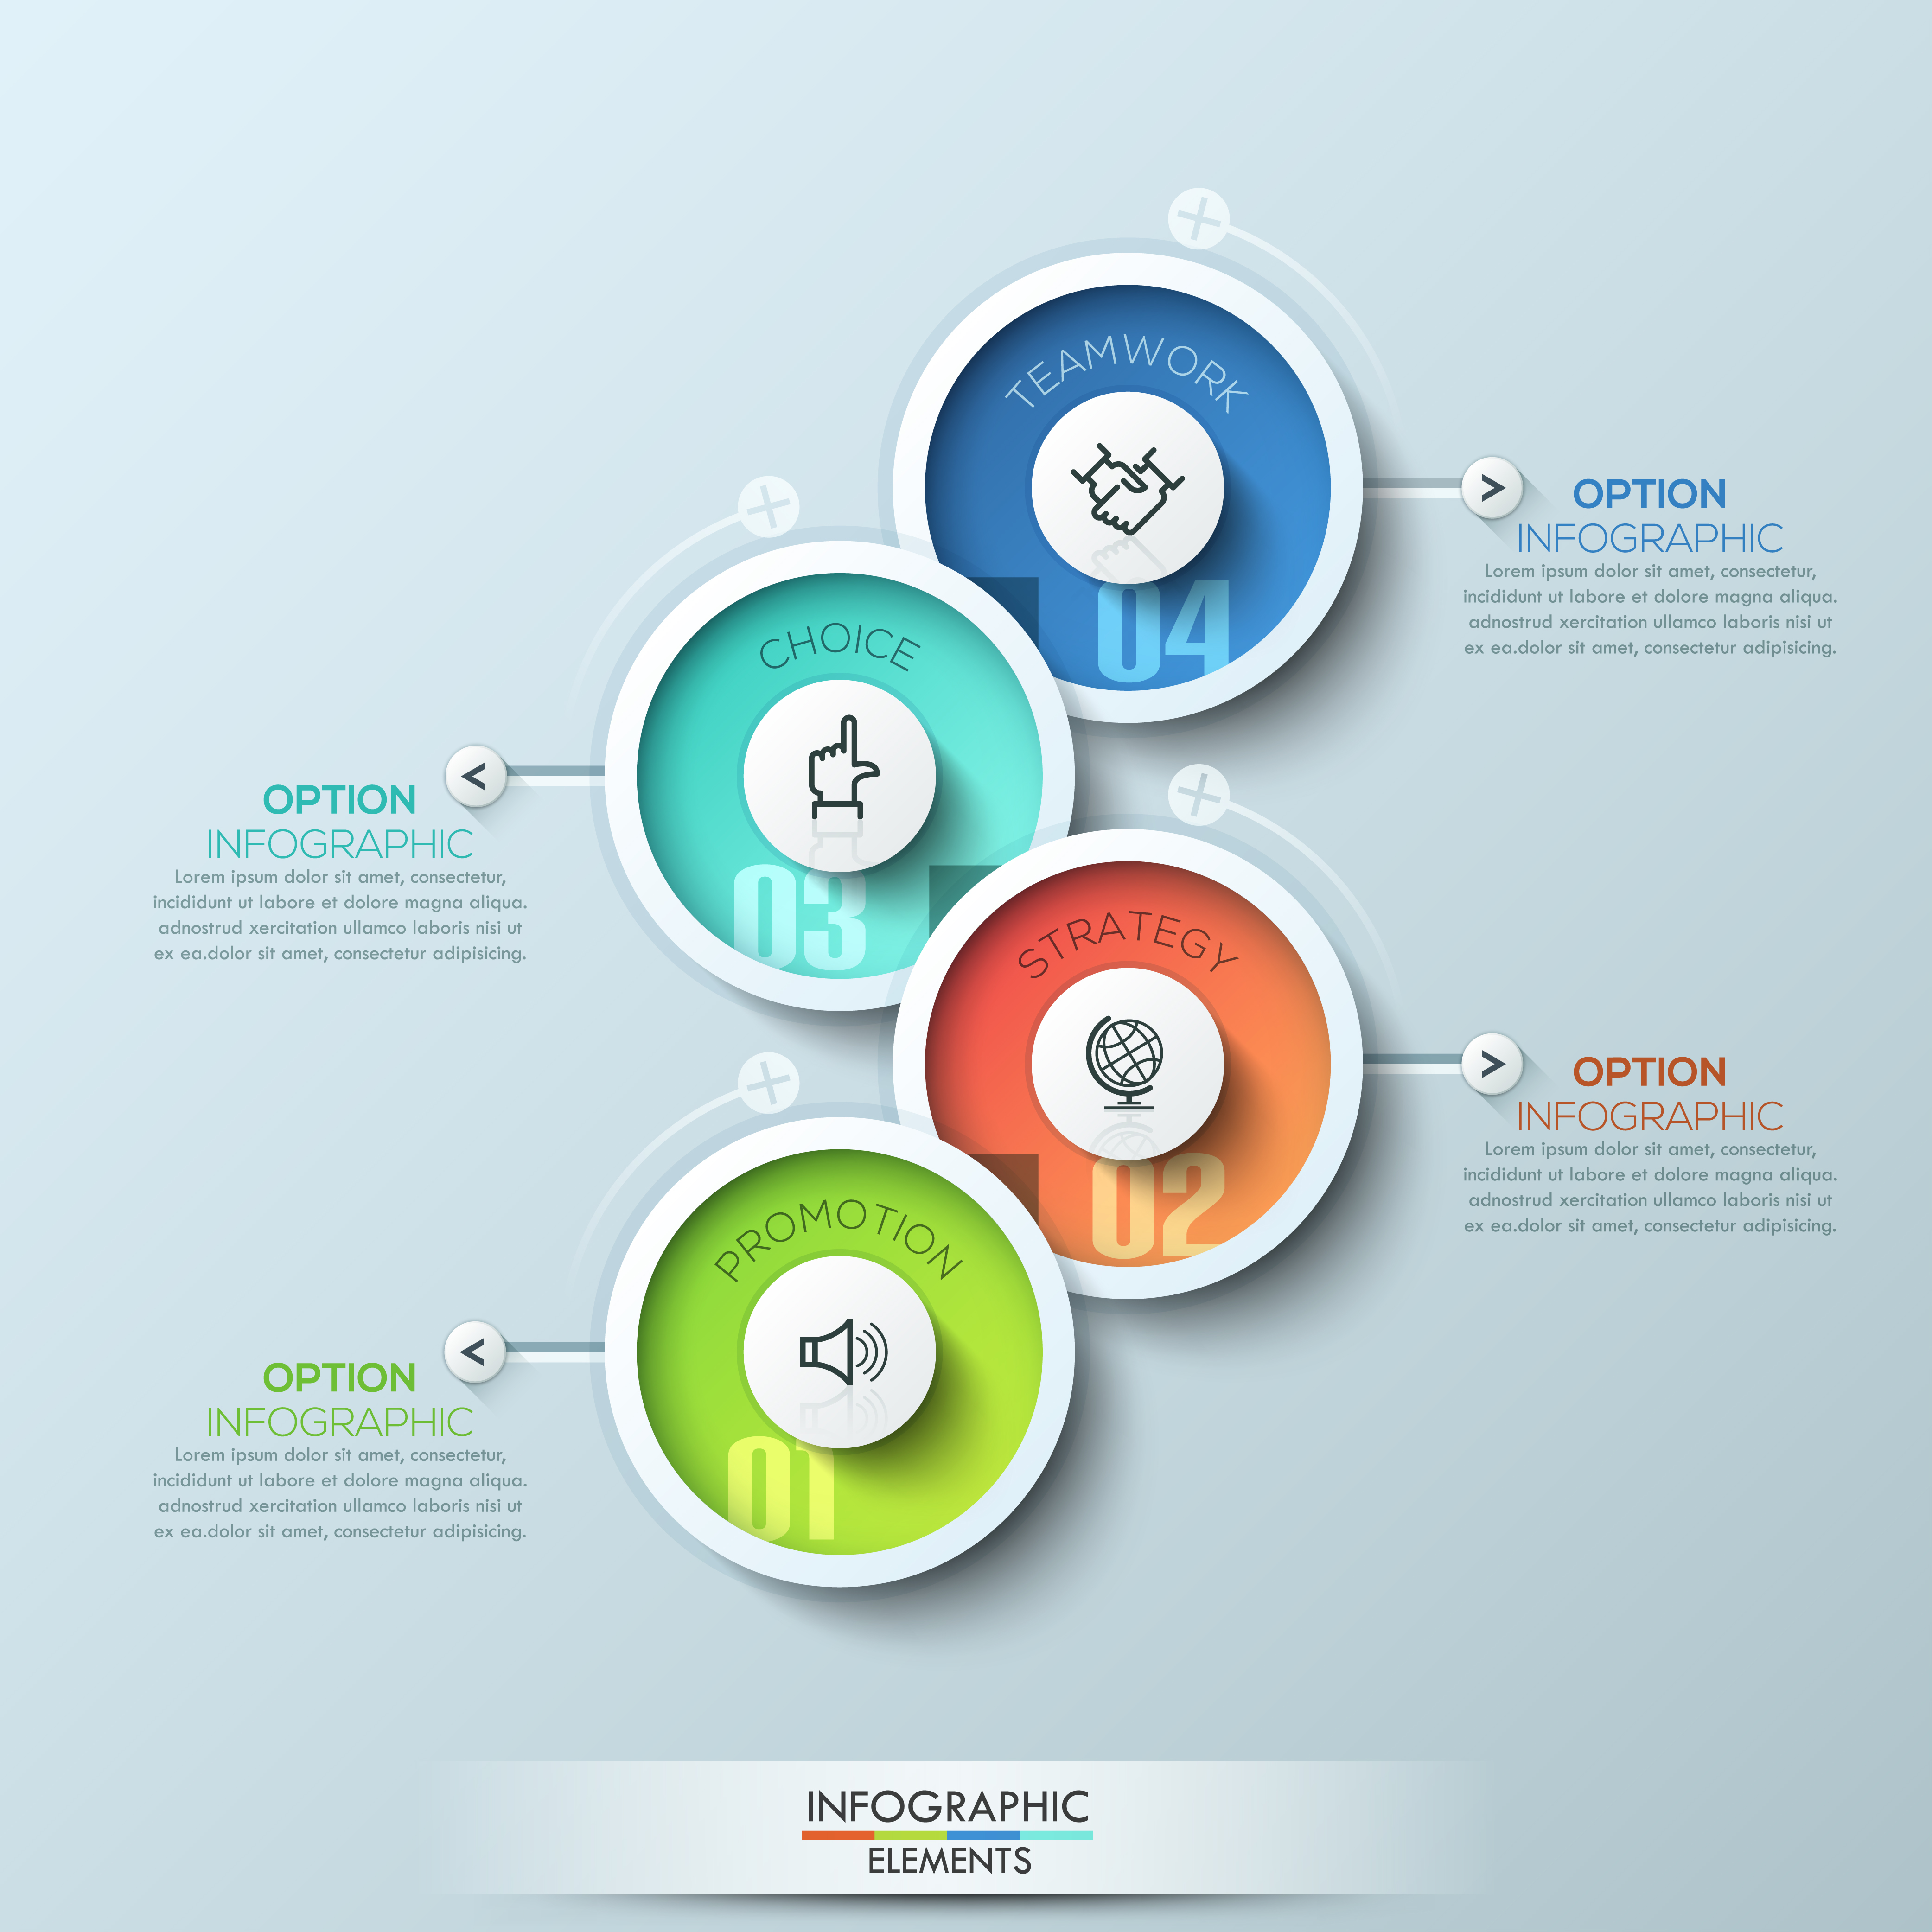 TEAMWORK
04
OPTION
INFOGRAPHIC
Lorem ipsum dolor sit amet, consectetur,
incididunt ut labore et dolore magna aliqua.
adnostrud xercitation ullamco laboris nisi ut
ex ea.dolor sit amet, consectetur adipisicing.
CHOICE
03
OPTION
INFOGRAPHIC
Lorem ipsum dolor sit amet, consectetur,
incididunt ut labore et dolore magna aliqua.
adnostrud xercitation ullamco laboris nisi ut
ex ea.dolor sit amet, consectetur adipisicing.
STRATEGY
02
OPTION
INFOGRAPHIC
Lorem ipsum dolor sit amet, consectetur,
incididunt ut labore et dolore magna aliqua.
adnostrud xercitation ullamco laboris nisi ut
ex ea.dolor sit amet, consectetur adipisicing.
PROMOTION
01
OPTION
INFOGRAPHIC
Lorem ipsum dolor sit amet, consectetur,
incididunt ut labore et dolore magna aliqua.
adnostrud xercitation ullamco laboris nisi ut
ex ea.dolor sit amet, consectetur adipisicing.
INFOGRAPHIC
ELEMENTS